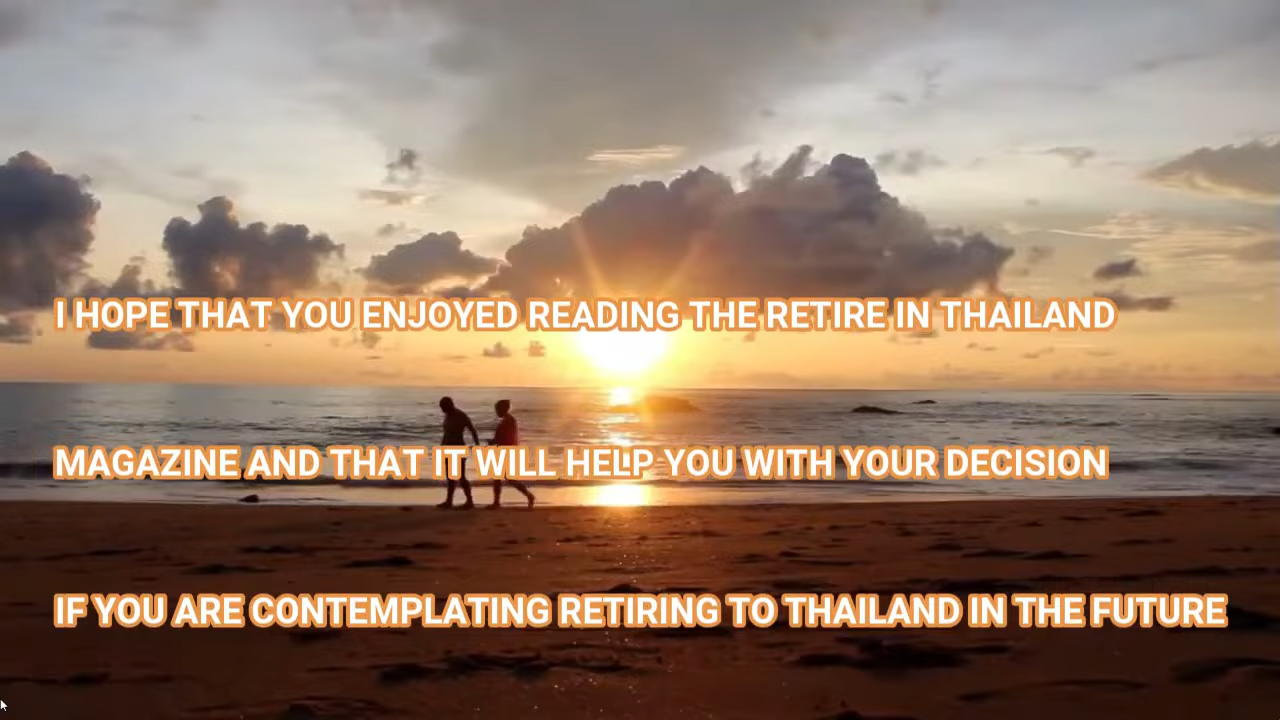 I HOPE THAT YOU ENJOYED READING THE RETIRE IN THAILAND
MAGAZINE AND THAT IT WILL HELP YOU WITH YOUR DECISION
IF YOU ARE CONTEMPLATING RETIRING TO THAILAND IN THE FUTURE